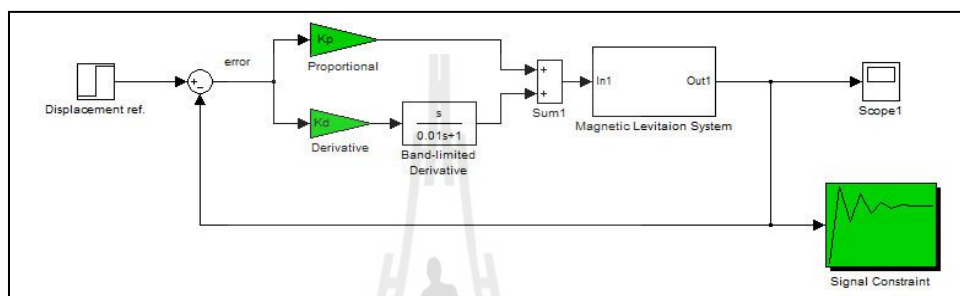 Displacement ref.
+
-
error
Kp
Proportional
Kd
Derivative
s
0.01s+1
Band-limited
Derivative
+
+
Sum1
In1
Out1
Magnetic Levitaion System
Scope1
Signal Constraint